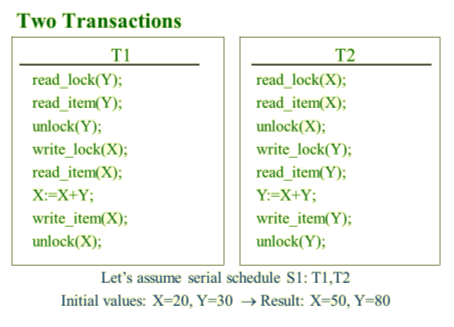 Two Transactions
T1
read_lock(Y);
read_item(Y);
unlock(Y);
write_lock(X);
read_item(X);
X:=X+Y;
write_item(X);
unlock(X);
T2
read_lock(X);
read_item(X);
unlock(X);
write_lock(Y);
read_item(Y);
Y:=X+Y;
write_item(Y);
unlock(Y);
Let's assume serial schedule S1: T1,T2
Initial values: X=20, Y=30 → Result: X=50, Y=80